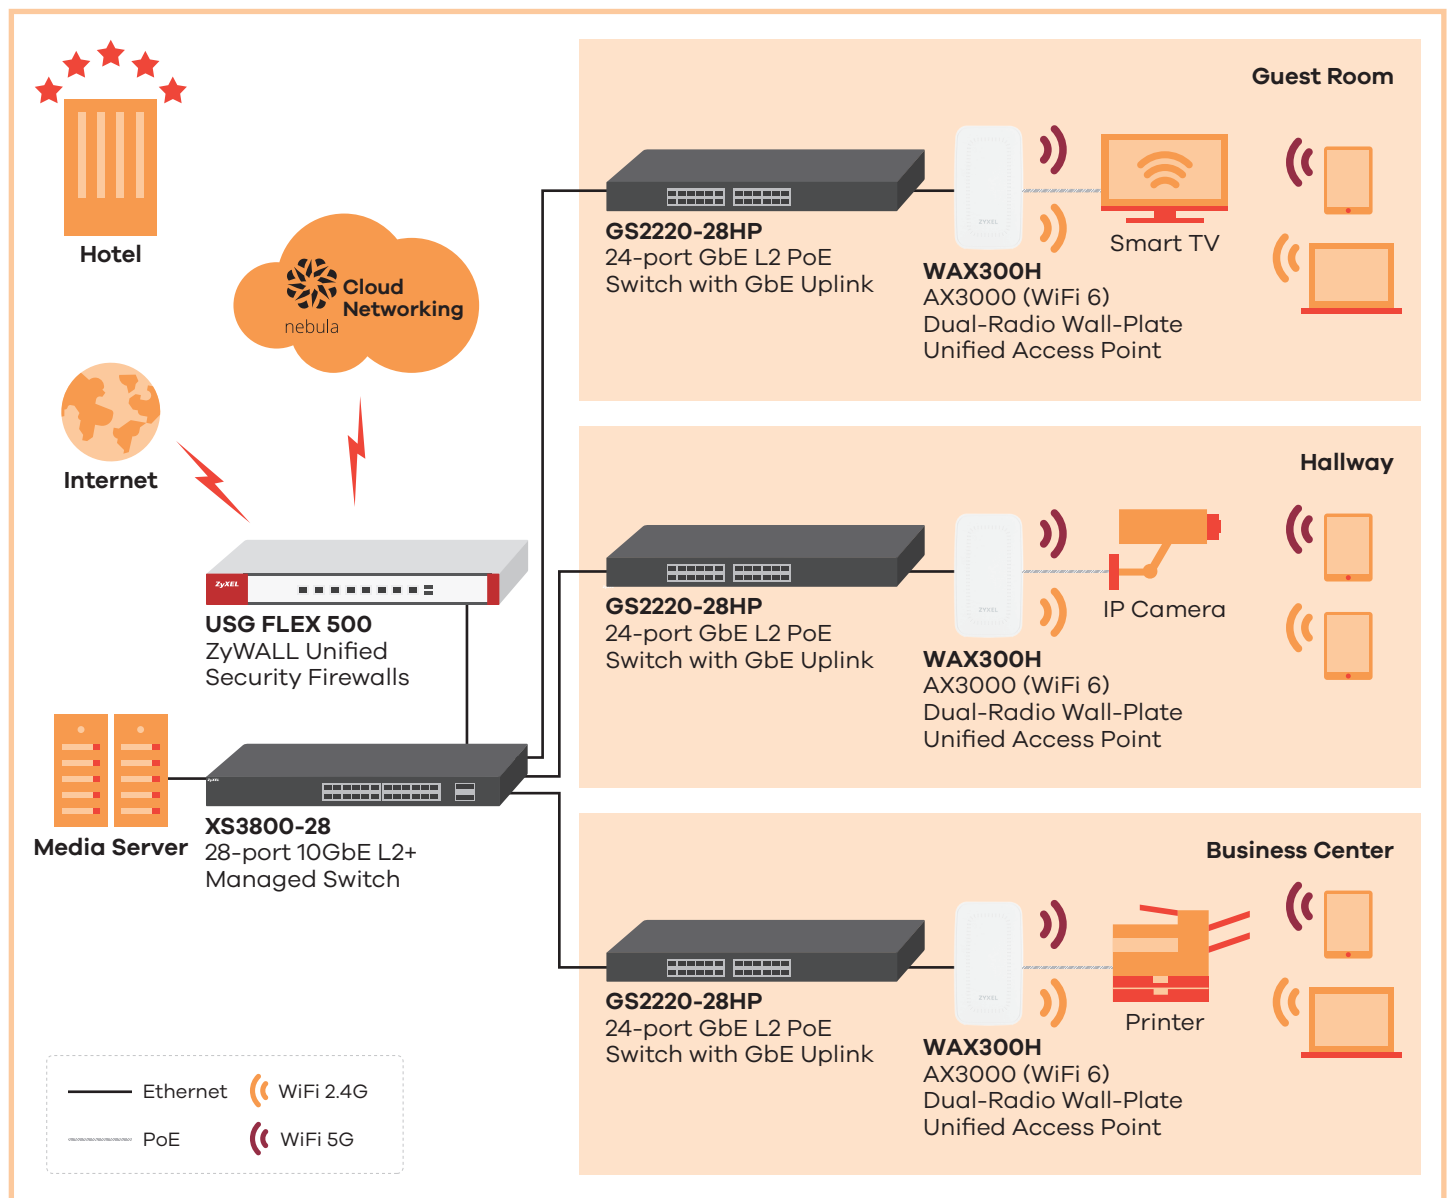 Hotel
Cloud
Networking
nebula
Internet
ZyXEL
USG FLEX 500
ZyWALL Unified
Security Firewalls
Media Server
ZyXEL
XS3800-28
28-port 10GbE L2+
Managed Switch
Ethernet
WiFi 2.4G
PoE
WiFi 5G
Guest Room
GS2220-28HP
24-port GbE L2 PoE
Switch with GbE Uplink
ZYXEL
WAX300H
AX3000 (WiFi 6)
Dual-Radio Wall-Plate
Unified Access Point
Smart TV
Hallway
GS2220-28HP
24-port GbE L2 PoE
Switch with GbE Uplink
ZYXEL
WAX300H
AX3000 (WiFi 6)
Dual-Radio Wall-Plate
Unified Access Point
IP Camera
Business Center
GS2220-28HP
24-port GbE L2 PoE
Switch with GbE Uplink
ZYXEL
WAX300H
AX3000 (WiFi 6)
Dual-Radio Wall-Plate
Unified Access Point
Printer